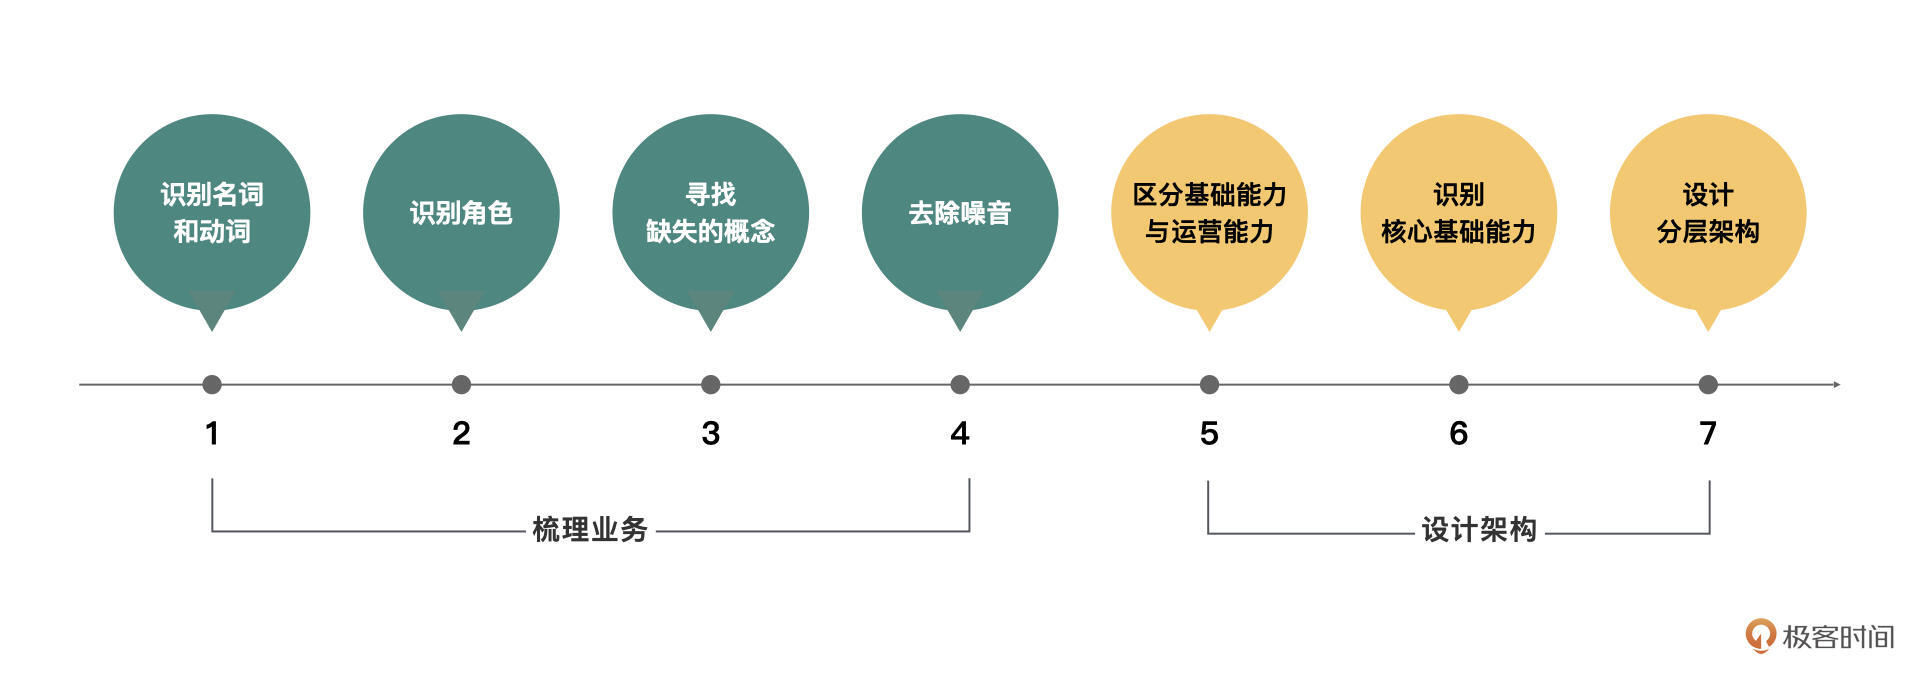 识别名词
和动词
识别角色
寻找
缺失的概念
去除噪音
区分基础能力
与运营能力
识别
核心基础能力
设计
分层架构
1
2
3
4
5
6
7
梳理业务
设计架构
极客时间